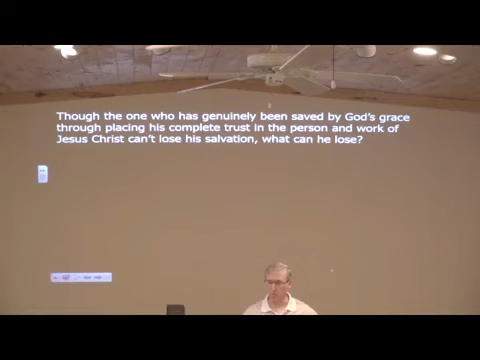 Though the one who has genuinely been saved by God's grace
through placing his complete trust in the person and work of
Jesus Christ can't lose his salvation, what can he lose?